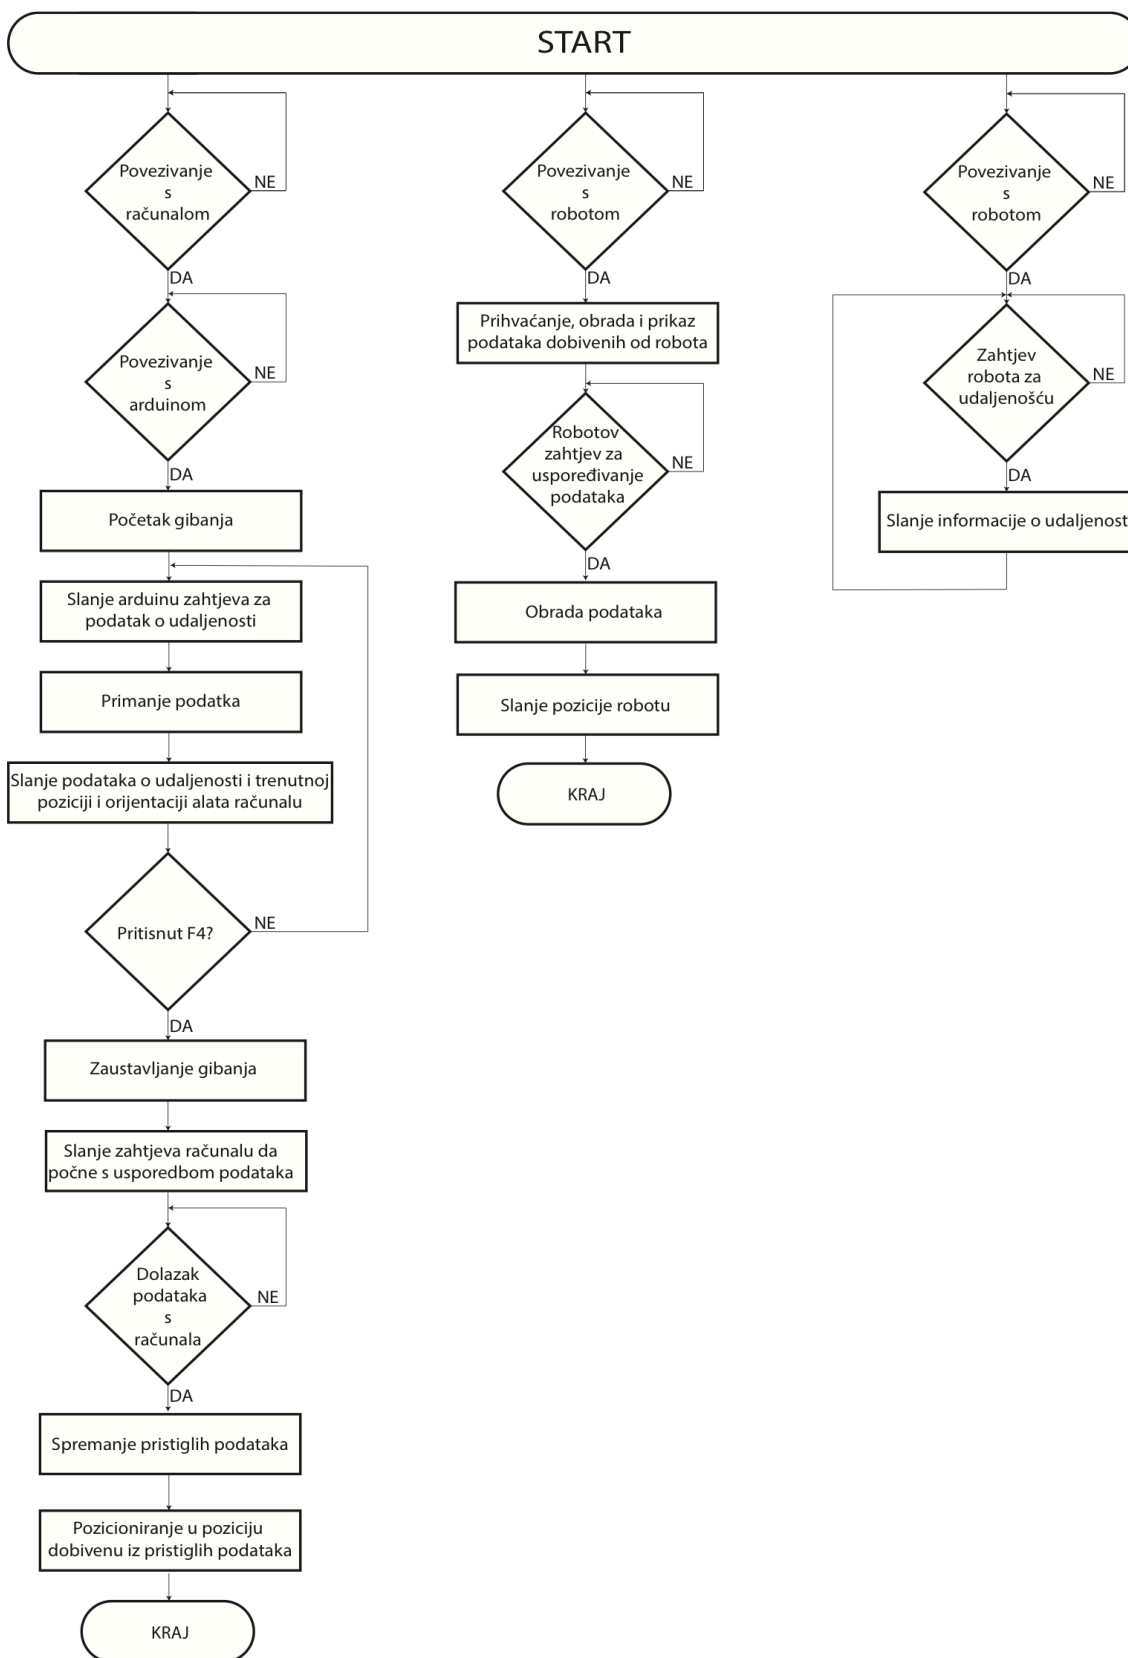 START
Povezivanje
s
računalom
NE
DA
Povezivanje
s
arduinom
NE
DA
Početak gibanja
Slanje arduinu zahtjeva za
podatak o udaljenosti
Primanje podatka
Slanje podataka o udaljenosti i trenutnoj
poziciji i orijentaciji alata računalu
Pritisnut F4?
NE
DA
Zaustavljanje gibanja
Slanje zahtjeva računalu da
počne s usporedbom podataka
Dolazak
podataka
s
računala
NE
DA
Spremanje pristiglih podataka
Pozicioniranje u poziciju
dobivenu iz pristiglih podataka
KRAJ
Povezivanje
s
robotom
NE
DA
Prihvaćanje, obrada i prikaz
podataka dobivenih od robota
Robotov
zahtjev za
uspoređivanje
podataka
NE
DA
Obrada podataka
Slanje pozicije robotu
KRAJ
Povezivanje
s
robotom
NE
DA
Zahtjev
robota za
udaljenošću
NE
DA
Slanje informacije o udaljenost